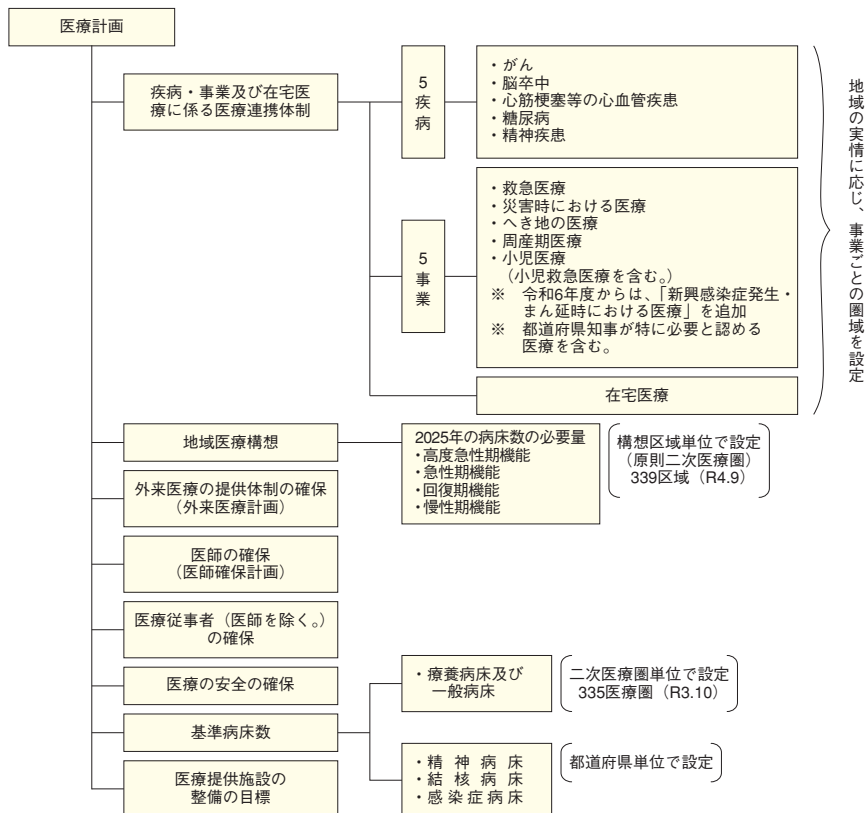 医療計画
疾病・事業及び在宅医
療に係る医療連携体制
5
疾
病
・がん
・脳卒中
・心筋梗塞等の心血管疾患
・糖尿病
・精神疾患
5
事
業
・救急医療
・災害時における医療
・へき地の医療
・周産期医療
・小児医療
（小児救急医療を含む。）
※　令和6年度からは、「新興感染症発生・
まん延時における医療」を追加
※　都道府県知事が特に必要と認める
医療を含む。
在宅医療
地域の実情に応じ、事業ごとの圏域を設定
地域医療構想
2025年の病床数の必要量
・高度急性期機能
・急性期機能
・回復期機能
・慢性期機能
構想区域単位で設定
（原則二次医療圏）
339区域（R4.9）
外来医療の提供体制の確保
（外来医療計画）
医師の確保
（医師確保計画）
医療従事者（医師を除く。）
の確保
医療の安全の確保
基準病床数
・療養病床及び
一般病床
二次医療圏単位で設定
335医療圏（R3.10）
・精 神 病 床
・結 核 病 床
・感 染 症 病 床
都道府県単位で設定
医療提供施設の
整備の目標